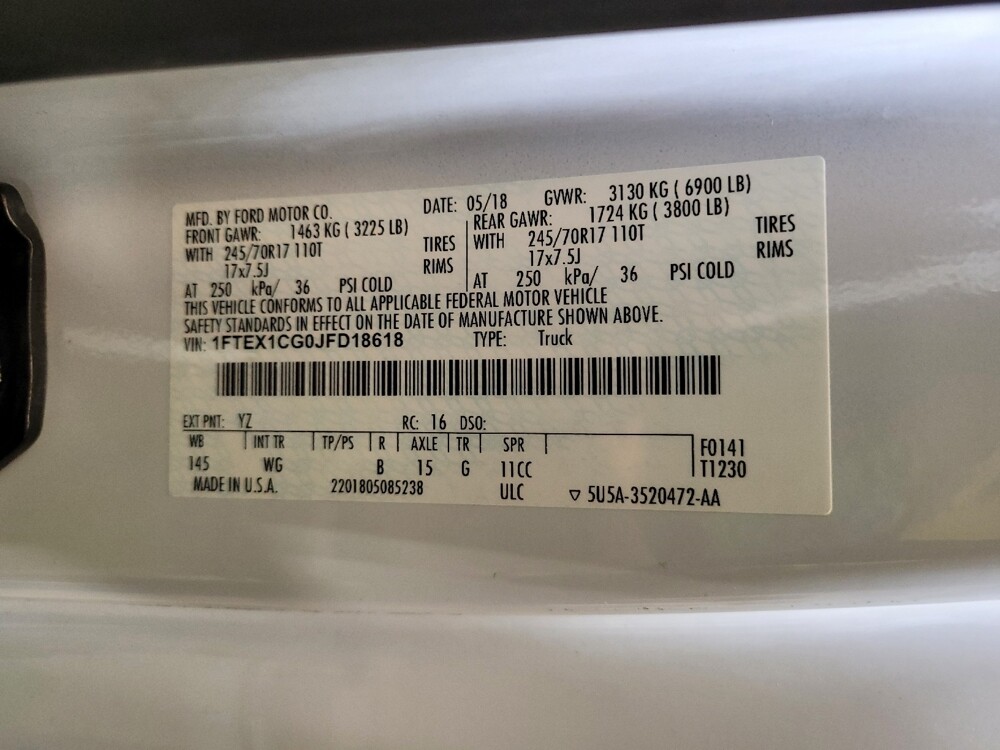 MFD. BY FORD MOTOR CO. DATE: 05/18 GVWR: 3130 KG ( 6900 LB)
FRONT GAWR: 1463 KG ( 3225 LB) REAR GAWR: 1724 KG ( 3800 LB)
WITH 245/70R17 110T TIRES WITH 245/70R17 110T TIRES
17x7.5J RIMS 17x7.5J RIMS
AT 250 kPa/ 36 PSI COLD AT 250 kPa/ 36 PSI COLD
THIS VEHICLE CONFORMS TO ALL APPLICABLE FEDERAL MOTOR VEHICLE
SAFETY STANDARDS IN EFFECT ON THE DATE OF MANUFACTURE SHOWN ABOVE.
VIN: 1FTEX1CG0JFD18618 TYPE: Truck
EXT PNT: YZ RC: 16 DSO:
WB INT TR TP/PS R AXLE TR SPR F0141
145 WG B 15 G 11CC T1230
MADE IN U.S.A. 2201805085238 ULC ▽ 5U5A-3520472-AA